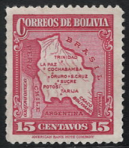 CORREOS DE BOLIVIA
BRASIL
TRINIDAD
LA PAZ
COCHABAMBA
ORURO
SUCRE
POTOSI
TARIJA
ARGENTINA
15 CENTAVOS 15